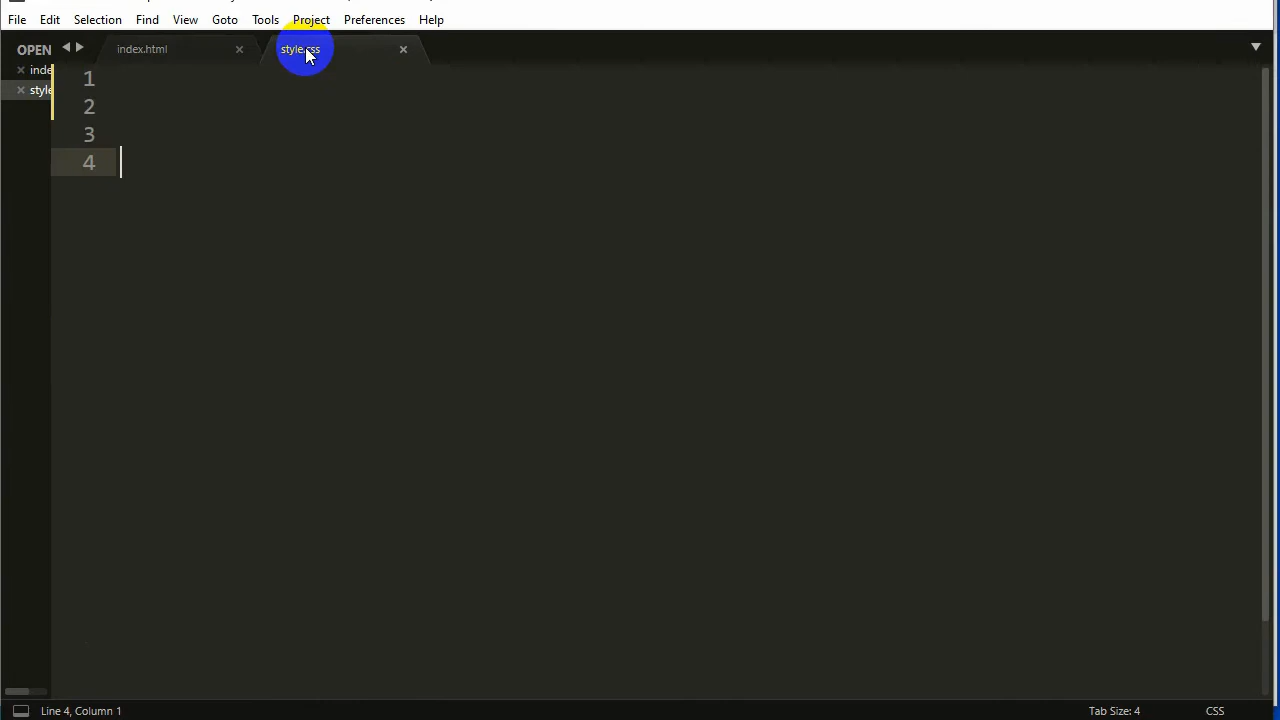 File Edit Selection Find View Goto Tools Project Preferences Help
OPEN index.html style.css
inde
style
1
2
3
4
Line 4, Column 1 Tab Size: 4 CSS